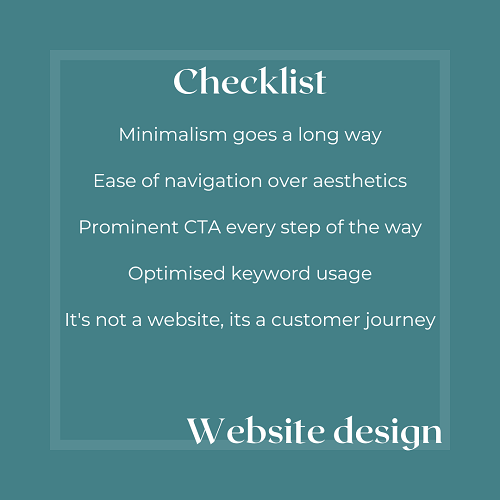 Checklist
Minimalism goes a long way
Ease of navigation over aesthetics
Prominent CTA every step of the way
Optimised keyword usage
It's not a website, its a customer journey
Website design